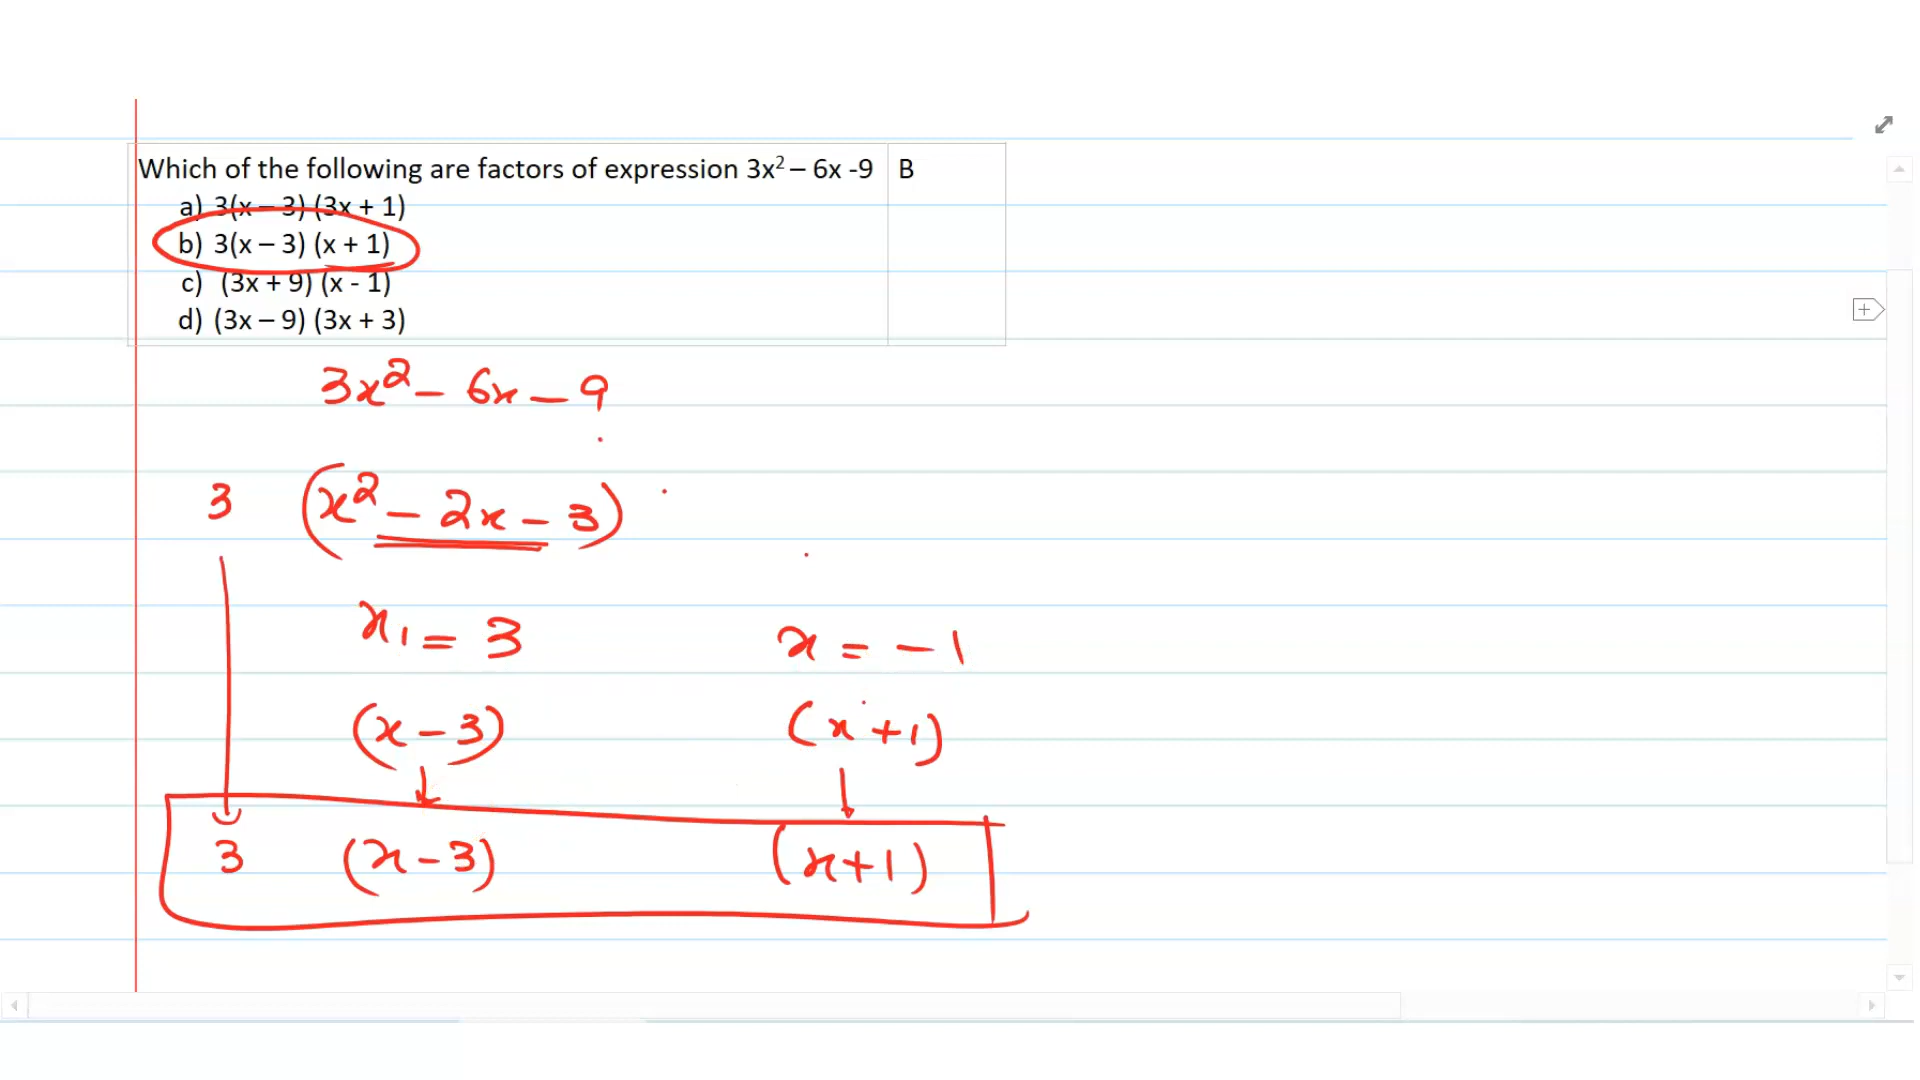 Which of the following are factors of expression 3x² – 6x -9 B
a) 3(x – 3) (3x + 1)
b) 3(x – 3) (x + 1)
c) (3x + 9) (x - 1)
d) (3x – 9) (3x + 3)
3x² – 6x – 9
3 (x² – 2x – 3)
x₁ = 3 x = – 1
(x – 3) (x + 1)
3 (x – 3) (x + 1)